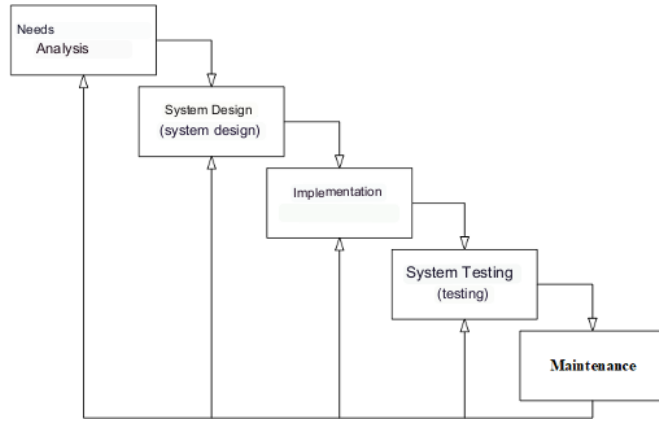 Needs
Analysis
System Design
(system design)
Implementation
System Testing
(testing)
Maintenance